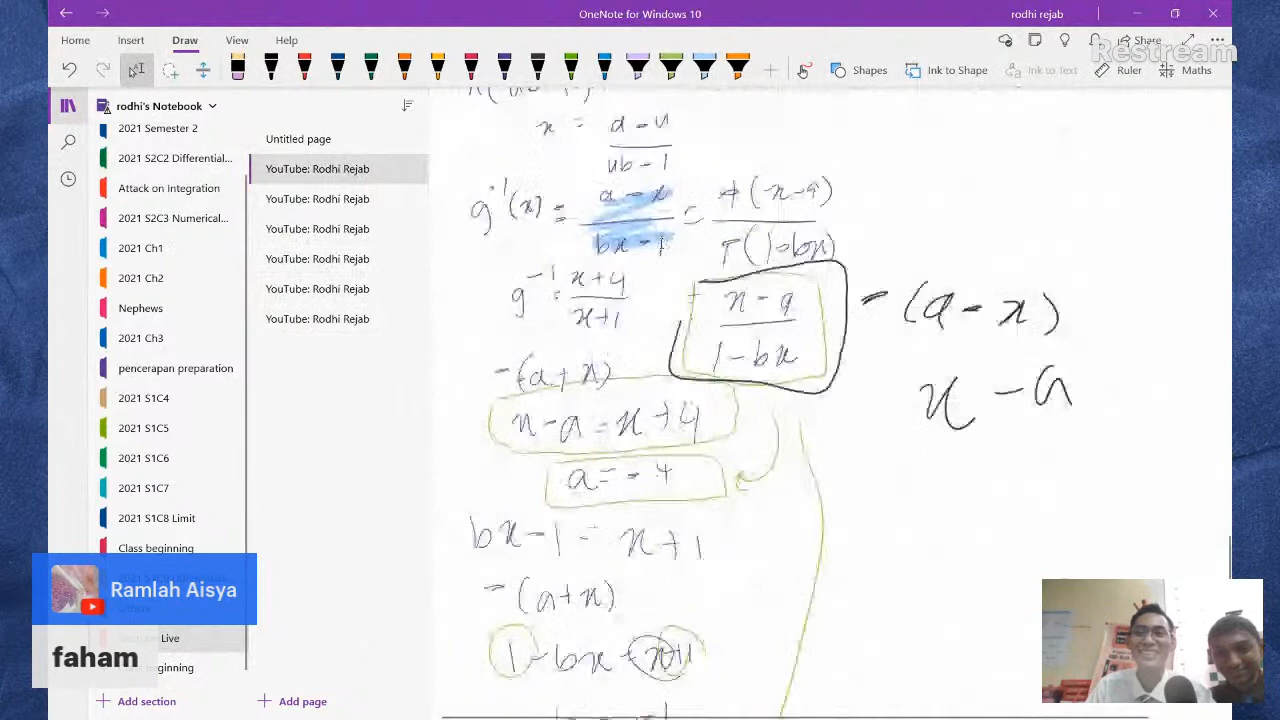 OneNote for Windows 10
rodhi rejab
Home
Insert
Draw
View
Help
Share
Restream
Shapes
Ink to Shape
Ink to Text
Ruler
Maths
rodhi's Notebook
2021 Semester 2
2021 S2C2 Differential...
Attack on Integration
2021 S2C3 Numerical...
2021 Ch1
2021 Ch2
Nephews
2021 Ch3
pencerapan preparation
2021 S1C4
2021 S1C5
2021 S1C6
2021 S1C7
2021 S1C8 Limit
Class beginning
Live
Add section
Untitled page
YouTube: Rodhi Rejab
YouTube: Rodhi Rejab
YouTube: Rodhi Rejab
YouTube: Rodhi Rejab
YouTube: Rodhi Rejab
YouTube: Rodhi Rejab
Add page
x = a - u
ub - 1
g⁻¹(x) = a - x
bx - 1
(1 - bx)
g⁻¹ = x + 4
x + 1
= x - a
1 - bx
- (a - x)
x - a
- (a + x)
x - a = x + 4
a = - 4
bx - 1 = x + 1
- (a + x)
Ramlah Aisya
faham